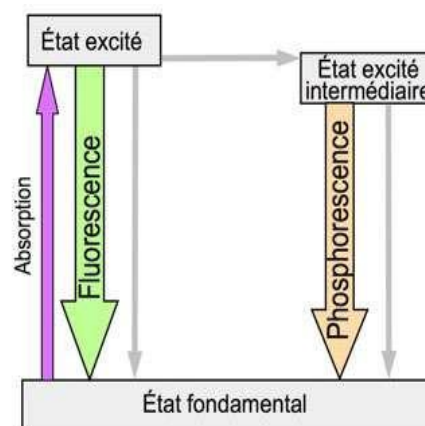 État excité
État excité
intermédiaire
Absorption
Fluorescence
Phosphorescence
État fondamental